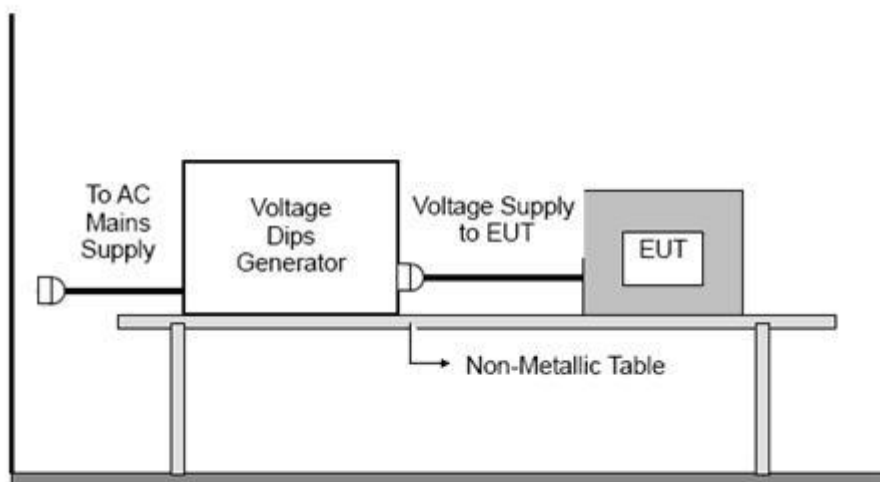 To AC
Mains
Supply
Voltage
Dips
Generator
Voltage Supply
to EUT
EUT
Non-Metallic Table